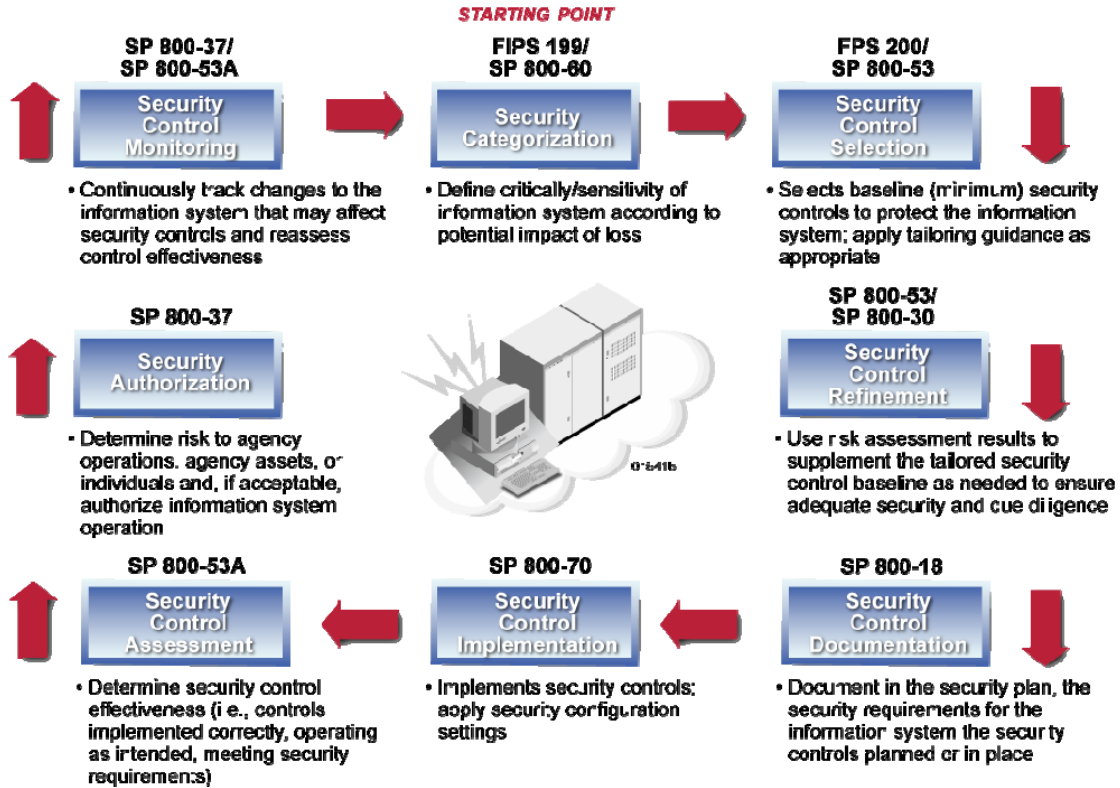 STARTING POINT
SP 800-37/
SP 800-53A
Security
Control
Monitoring
• Continuously track changes to the
information system that may affect
security controls and reassess
control effectiveness
FIPS 199/
SP 800-60
Security
Categorization
• Define critically/sensitivity of
information system according to
potential impact of loss
FPS 200/
SP 800-53
Security
Control
Selection
• Selects baseline (minimum) security
controls to protect the information
system; apply tailoring guidance as
appropriate
SP 800-37
Security
Authorization
• Determine risk to agency
operations, agency assets, or
individuals and, if acceptable,
authorize information system
operation
SP 800-53/
SP 800-30
Security
Control
Refinement
• Use risk assessment results to
supplement the tailored security
control baseline as needed to ensure
adequate security and cue diligence
SP 800-53A
Security
Control
Assessment
• Determine security control
effectiveness (i.e., controls
implemented correctly, operating
as intended, meeting security
requirements)
SP 800-70
Security
Control
Implementation
• Implements security controls;
apply security configuration
settings
SP 800-18
Security
Control
Documentation
• Document in the security plan, the
security requirements for the
information system the security
controls planned or in place